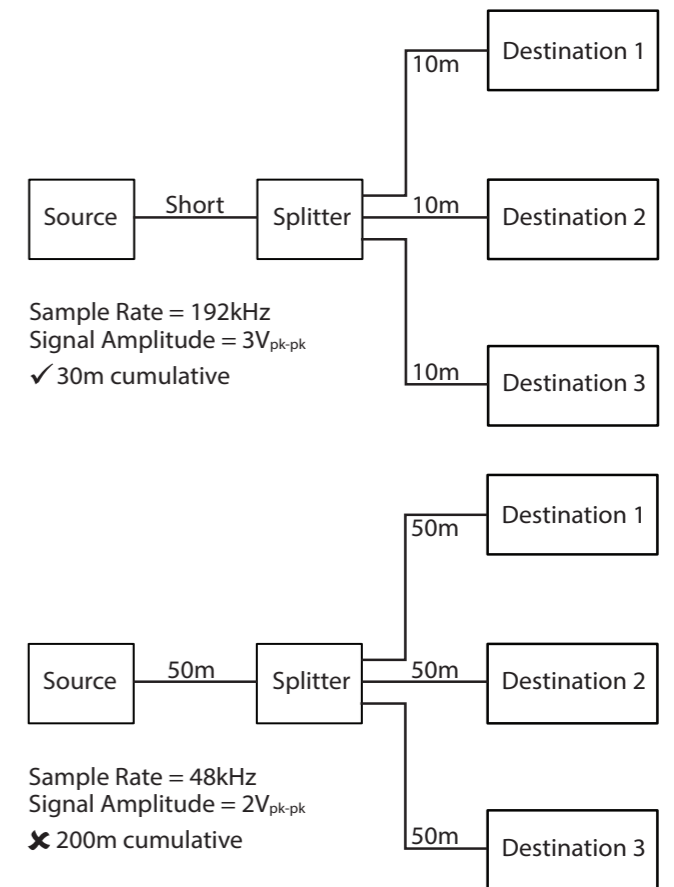 Destination 1
10m
Source
Short
Splitter
10m
Destination 2
Sample Rate = 192kHz
Signal Amplitude = 3Vpk-pk
✓ 30m cumulative
10m
Destination 3
Destination 1
50m
Source
50m
Splitter
50m
Destination 2
Sample Rate = 48kHz
Signal Amplitude = 2Vpk-pk
✘ 200m cumulative
50m
Destination 3